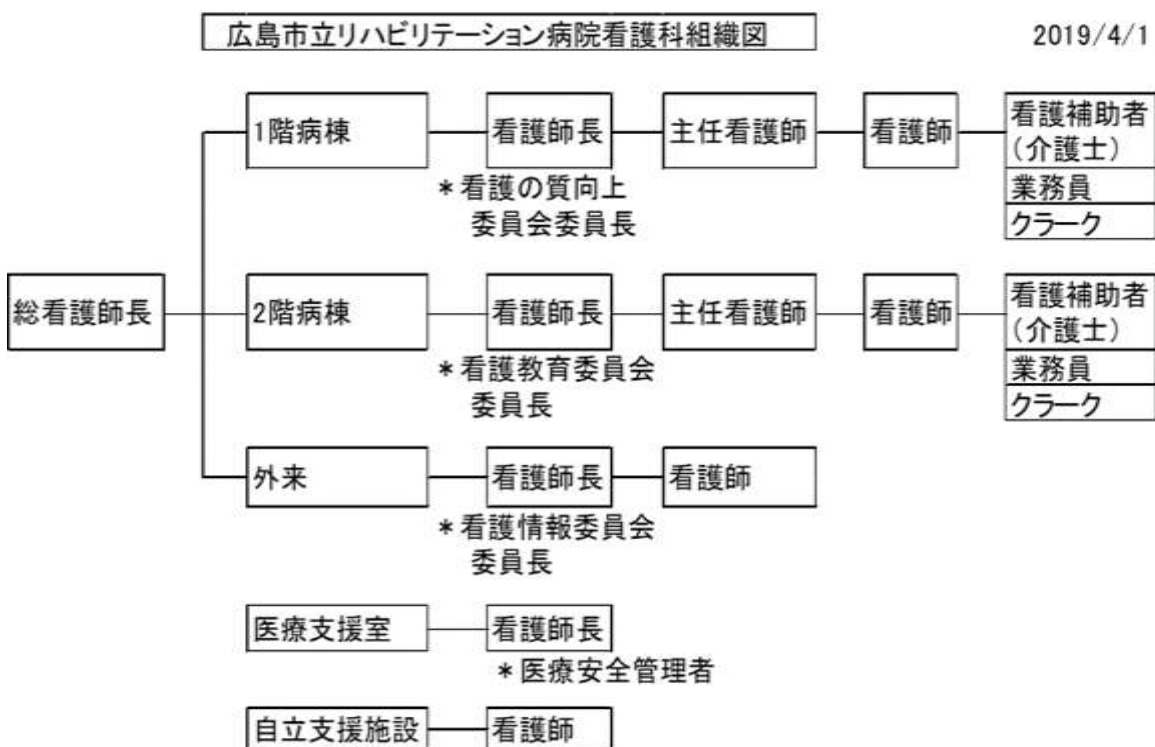 広島市立リハビリテーション病院看護科組織図
2019/4/1
1階病棟
看護師長
主任看護師
看護師
看護補助者
(介護士)
業務員
クラーク
*看護の質向上
委員会委員長
総看護師長
2階病棟
看護師長
主任看護師
看護師
看護補助者
(介護士)
業務員
クラーク
*看護教育委員会
委員長
外来
看護師長
看護師
*看護情報委員会
委員長
医療支援室
看護師長
*医療安全管理者
自立支援施設
看護師